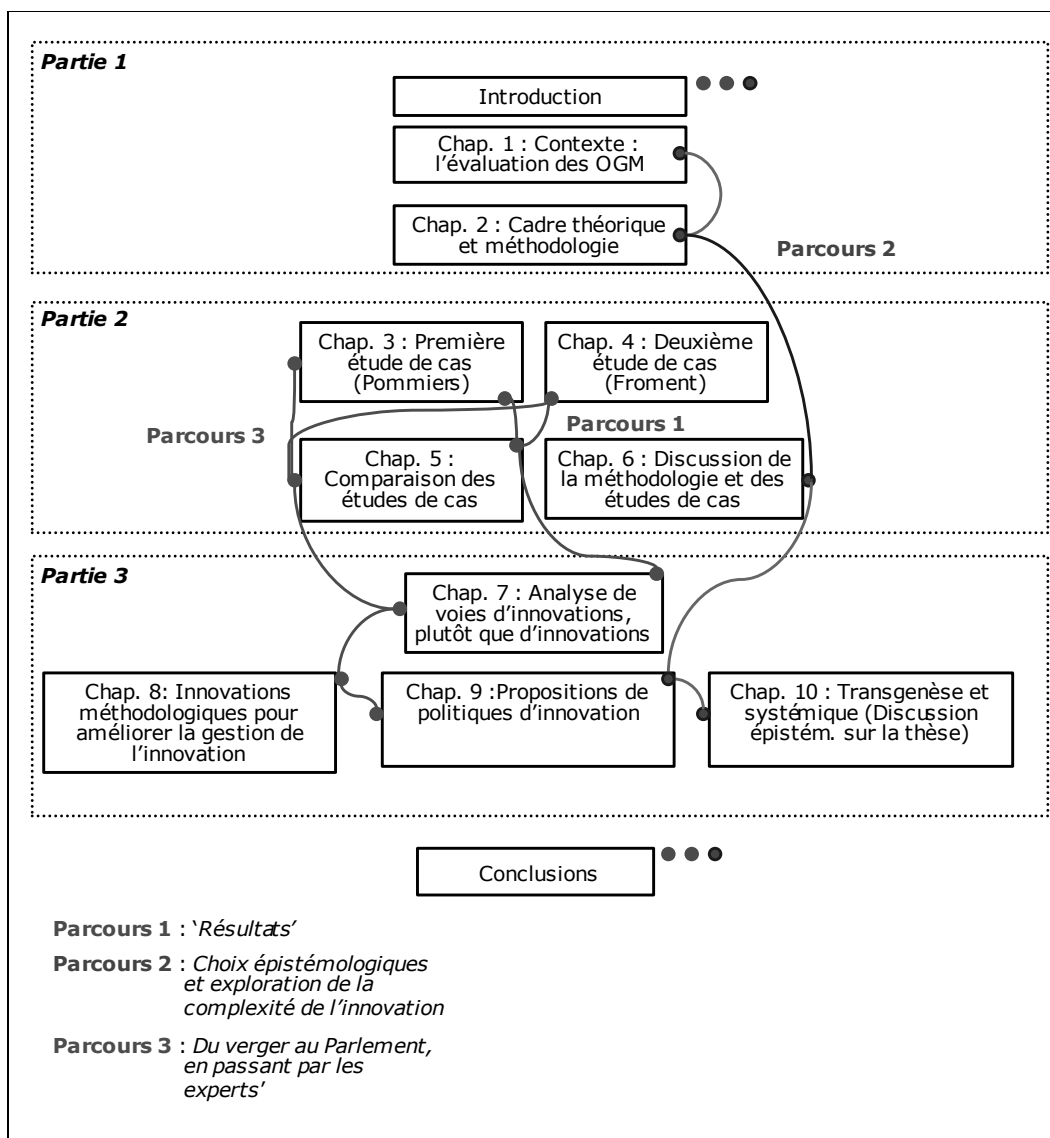 Partie 1
Introduction
Chap. 1 : Contexte :
l’évaluation des OGM
Chap. 2 : Cadre théorique
et méthodologie
Parcours 2
Partie 2
Chap. 3 : Première
étude de cas
(Pommiers)
Chap. 4 : Deuxième
étude de cas
(Froment)
Parcours 3
Parcours 1
Chap. 5 :
Comparaison des
études de cas
Chap. 6 : Discussion de
la méthodologie et des
études de cas
Partie 3
Chap. 7 : Analyse de
voies d’innovations,
plutôt que d’innovations
Chap. 8: Innovations
méthodologiques pour
améliorer la gestion de
l’innovation
Chap. 9 :Propositions de
politiques d’innovation
Chap. 10 : Transgenèse et
systémique (Discussion
épistém. sur la thèse)
Conclusions
Parcours 1 : ‘Résultats’
Parcours 2 : Choix épistémologiques
et exploration de la
complexité de l’innovation
Parcours 3 : Du verger au Parlement,
en passant par les
experts’